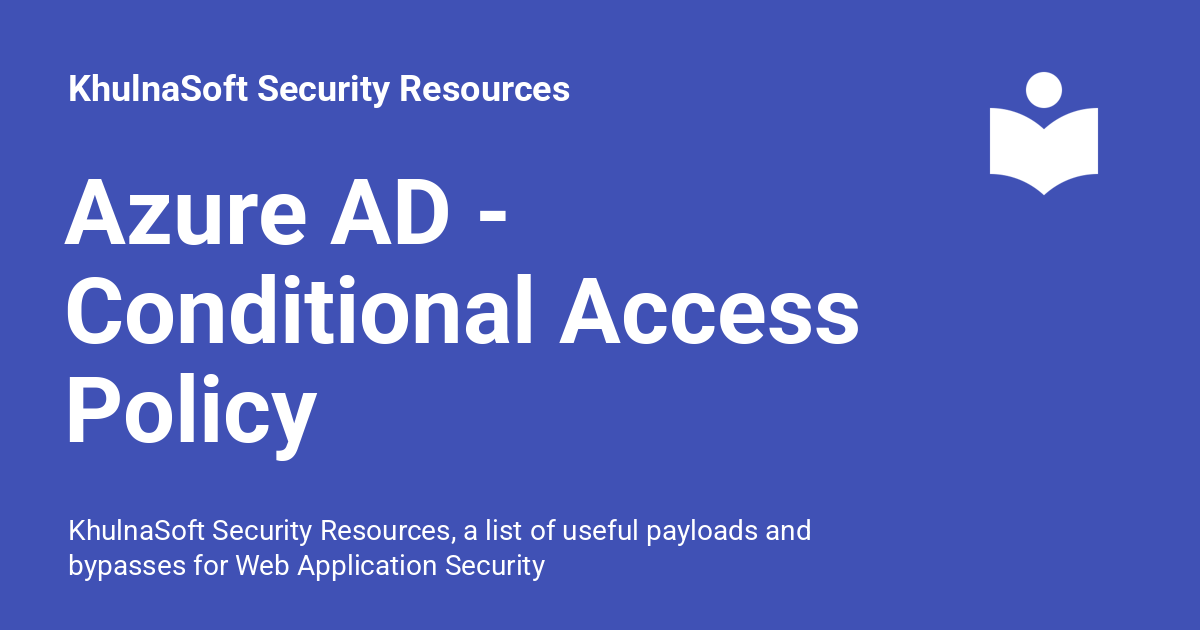 KhulnaSoft Security Resources
Azure AD -
Conditional Access
Policy
KhulnaSoft Security Resources, a list of useful payloads and
bypasses for Web Application Security